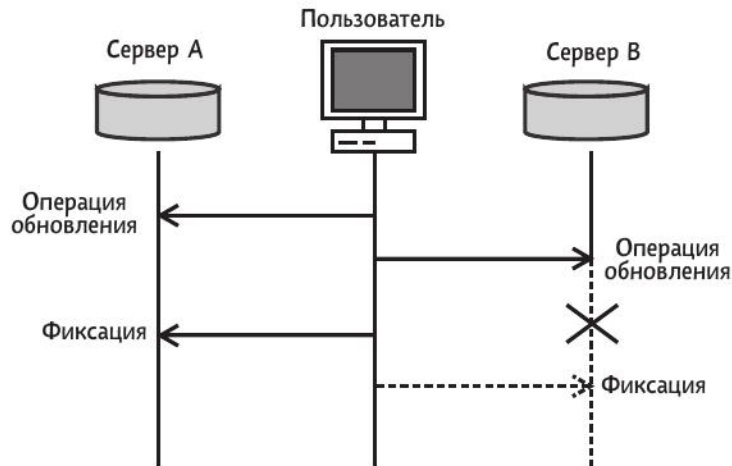 Пользователь
Сервер А
Сервер В
Операция
обновления
Операция
обновления
Фиксация
Фиксация